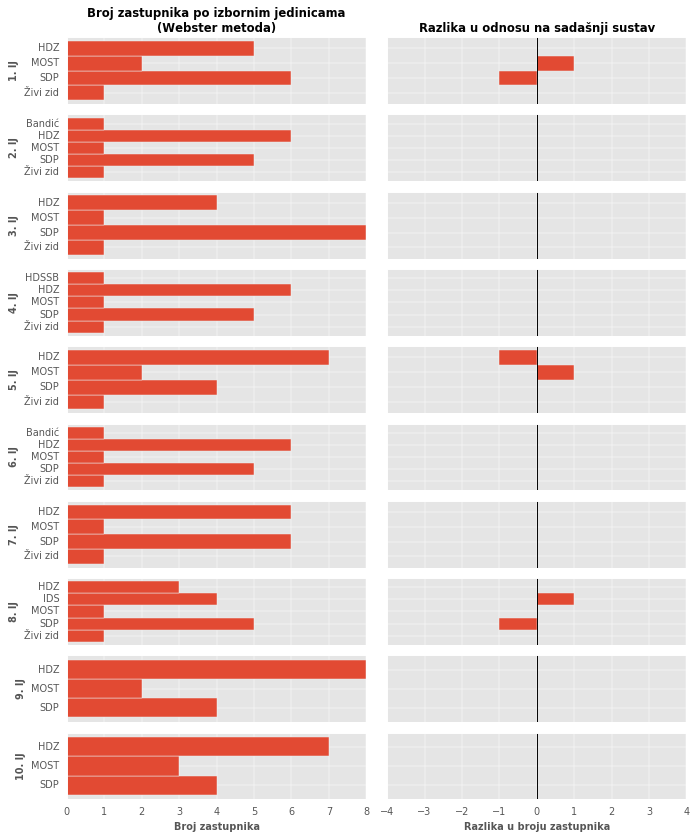 Broj zastupnika po izbornim jedinicama
(Webster metoda)
Razlika u odnosu na sadašnji sustav
1. IJ
HDZ
MOST
SDP
Živi zid
2. IJ
Bandić
HDZ
MOST
SDP
Živi zid
3. IJ
HDZ
MOST
SDP
Živi zid
4. IJ
HDSSB
HDZ
MOST
SDP
Živi zid
5. IJ
HDZ
MOST
SDP
Živi zid
6. IJ
Bandić
HDZ
MOST
SDP
Živi zid
7. IJ
HDZ
MOST
SDP
Živi zid
8. IJ
HDZ
IDS
MOST
SDP
Živi zid
9. IJ
HDZ
MOST
SDP
10. IJ
HDZ
MOST
SDP
0 1 2 3 4 5 6 7 8
Broj zastupnika
−4 −3 −2 −1 0 1 2 3 4
Razlika u broju zastupnika